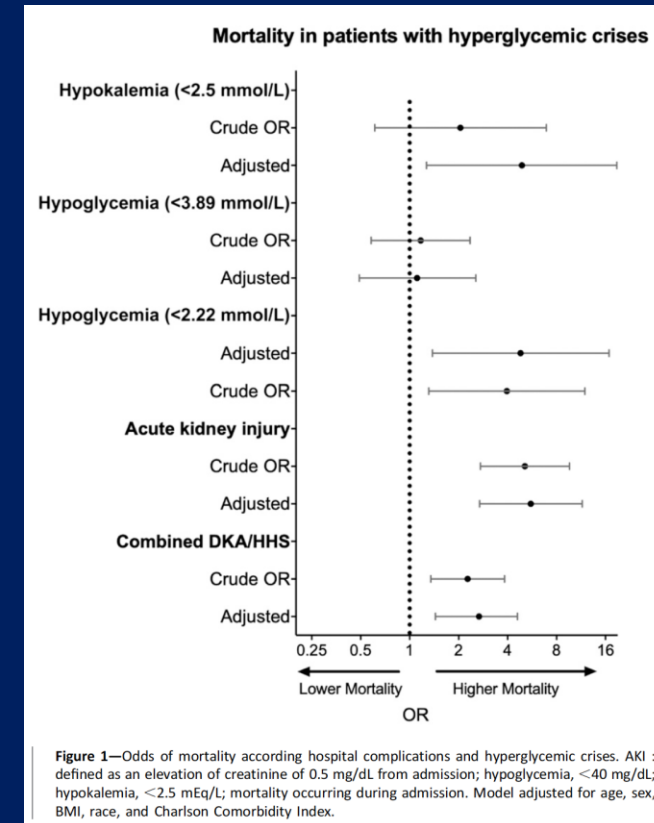 Mortality in patients with hyperglycemic crises
Hypokalemia (<2.5 mmol/L)
Crude OR
Adjusted
Hypoglycemia (<3.89 mmol/L)
Crude OR
Adjusted
Hypoglycemia (<2.22 mmol/L)
Adjusted
Crude OR
Acute kidney injury
Crude OR
Adjusted
Combined DKA/HHS
Crude OR
Adjusted
0.25 0.5 1 2 4 8 16
Lower Mortality Higher Mortality
OR
Figure 1—Odds of mortality according hospital complications and hyperglycemic crises. AKI :
defined as an elevation of creatinine of 0.5 mg/dL from admission; hypoglycemia, <40 mg/dL;
hypokalemia, <2.5 mEq/L; mortality occurring during admission. Model adjusted for age, sex,
BMI, race, and Charlson Comorbidity Index.